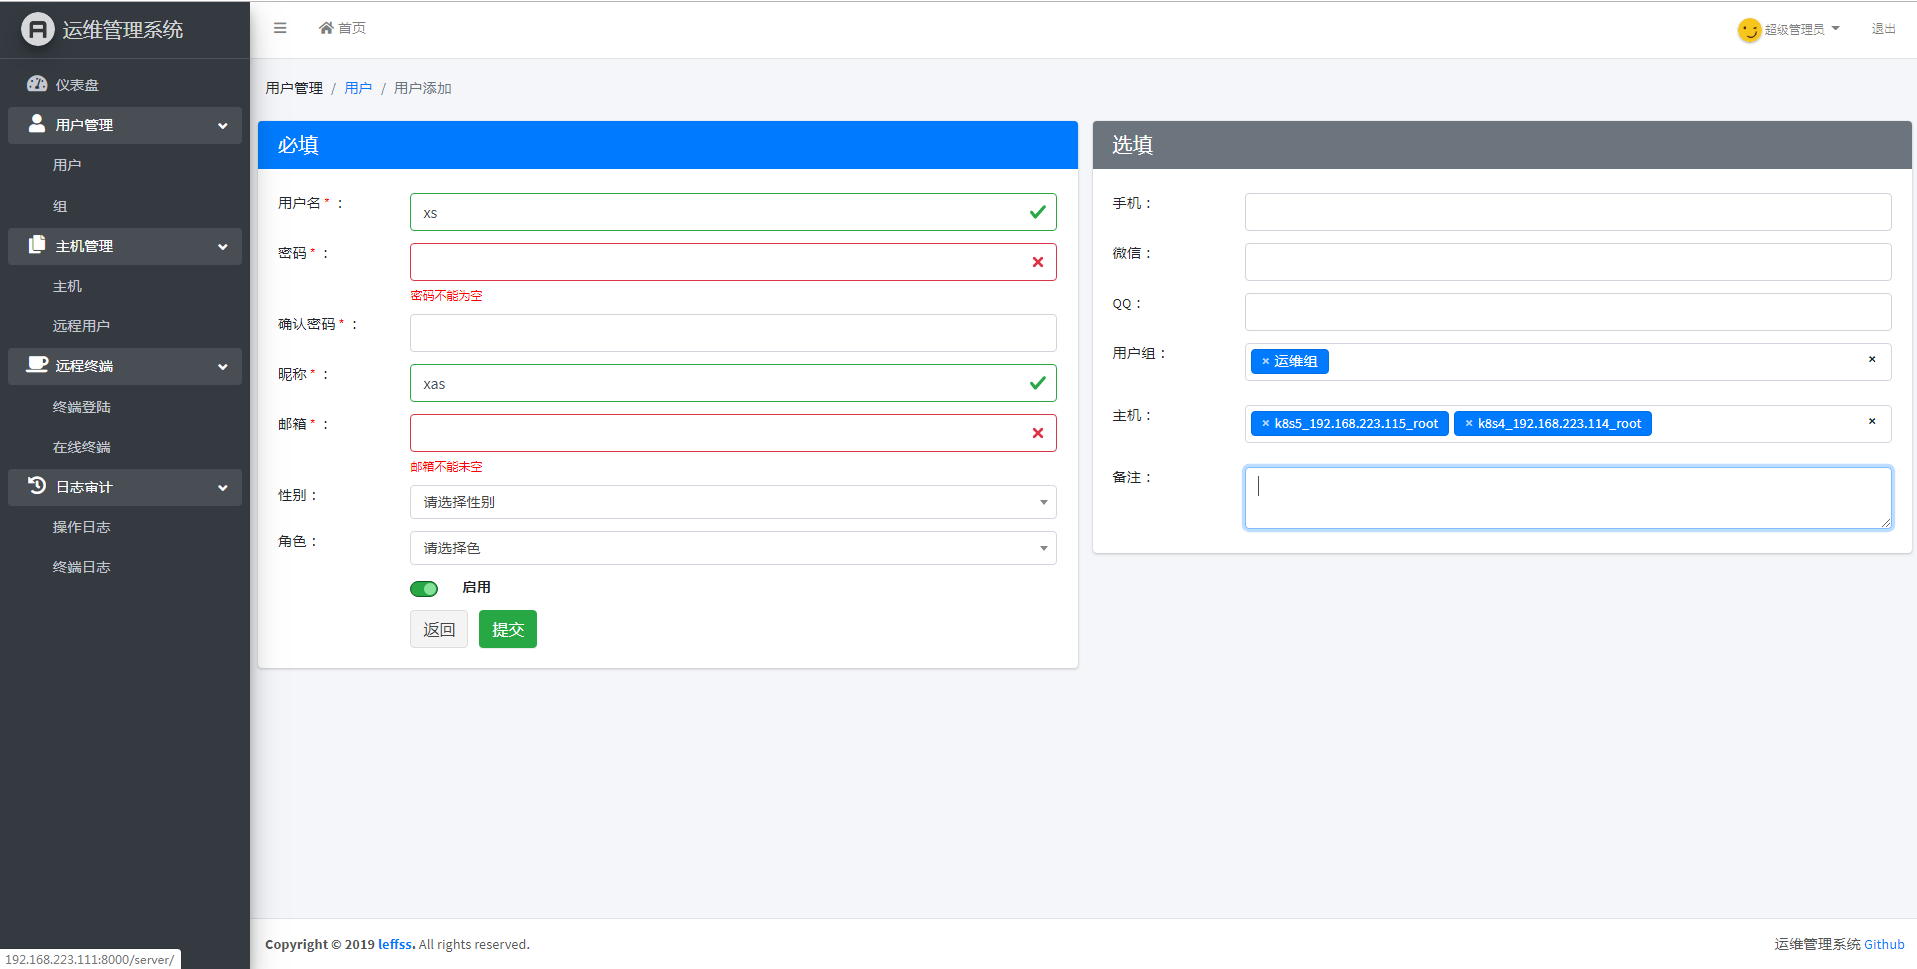 运维管理系统
首页
超级管理员
退出
仪表盘
用户管理
用户
组
主机管理
主机
远程用户
远程终端
终端登陆
在线终端
日志审计
操作日志
终端日志
用户管理 / 用户 / 用户添加
必填
用户名 * ：
xs
密码 * ：
密码不能为空
确认密码 * ：
昵称 * ：
xas
邮箱 * ：
邮箱不能未空
性别：
请选择性别
角色：
请选择色
启用
返回 提交
选填
手机：
微信：
QQ：
用户组：
× 运维组 ×
主机：
× k8s5_192.168.223.115_root × k8s4_192.168.223.114_root ×
备注：
Copyright © 2019 leffss. All rights reserved.
运维管理系统 Github
192.168.223.111:8000/server/